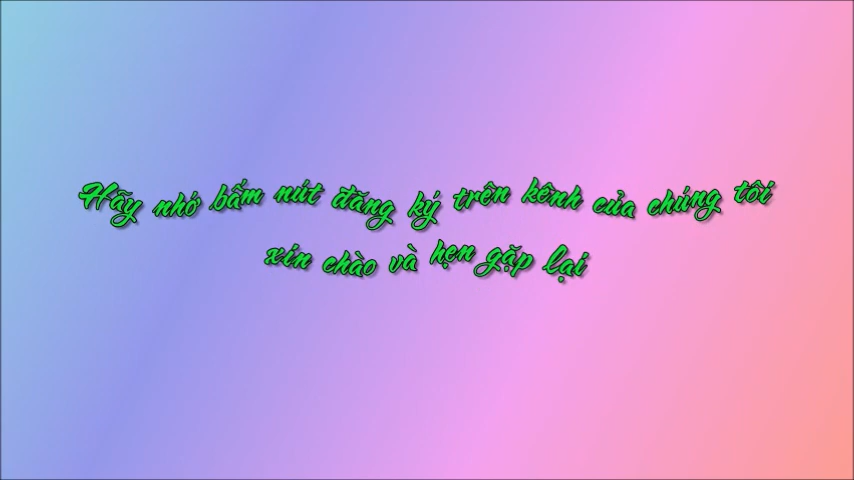 Hãy nhớ bấm nút đăng ký trên kênh của chúng tôi
xin chào và hẹn gặp lại